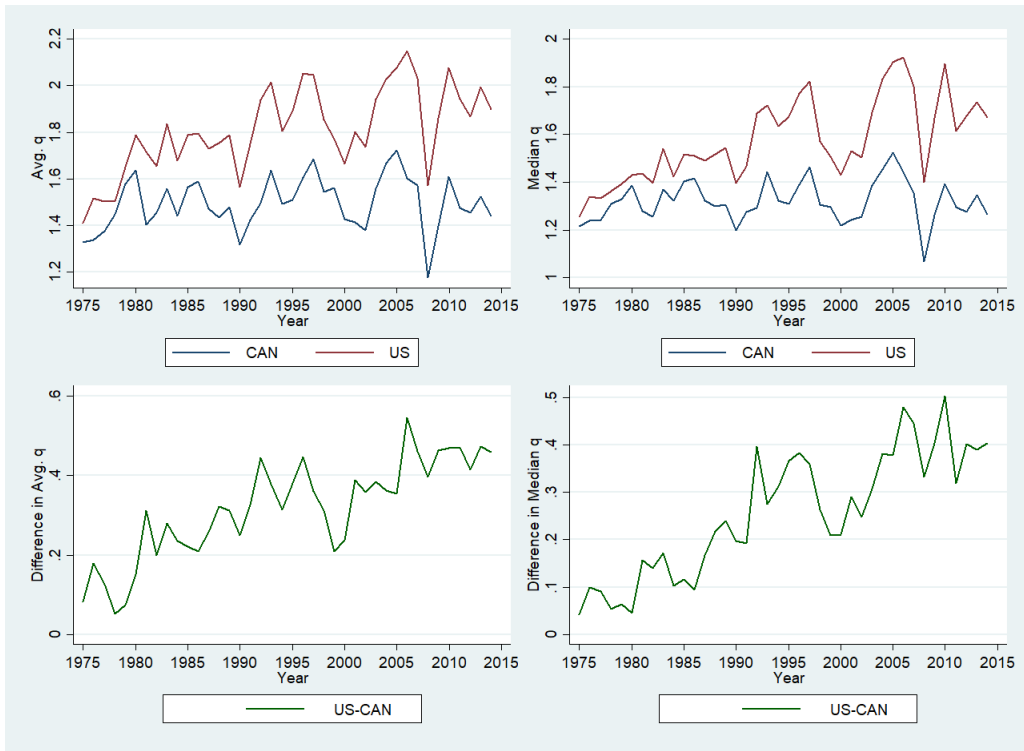 Avg. q
2.2
2
1.8
1.6
1.4
1.2
1975 1980 1985 1990 1995 2000 2005 2010 2015
Year
CAN US
Median q
2
1.8
1.6
1.4
1.2
1
1975 1980 1985 1990 1995 2000 2005 2010 2015
Year
CAN US
Difference in Avg. q
.6
.4
.2
0
1975 1980 1985 1990 1995 2000 2005 2010 2015
Year
US-CAN
Difference in Median q
.5
.4
.3
.2
.1
0
1975 1980 1985 1990 1995 2000 2005 2010 2015
Year
US-CAN